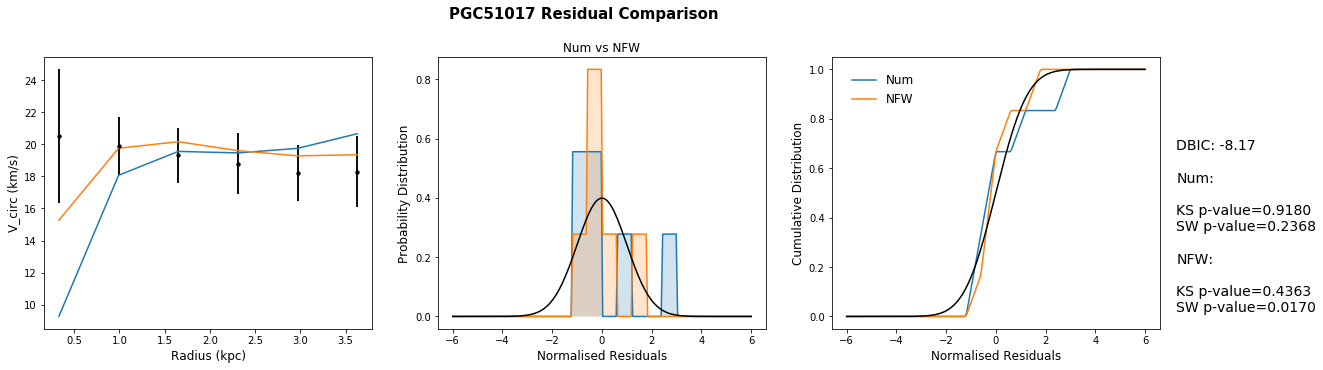 PGC51017 Residual Comparison
V_circ (km/s)
24
22
20
18
16
14
12
10
0.5 1.0 1.5 2.0 2.5 3.0 3.5
Radius (kpc)
Num vs NFW
Probability Distribution
0.8
0.6
0.4
0.2
0.0
−6 −4 −2 0 2 4 6
Normalised Residuals
Cumulative Distribution
1.0
0.8
0.6
0.4
0.2
0.0
Num
NFW
−6 −4 −2 0 2 4 6
Normalised Residuals
DBIC: -8.17
Num:
KS p-value=0.9180
SW p-value=0.2368
NFW:
KS p-value=0.4363
SW p-value=0.0170